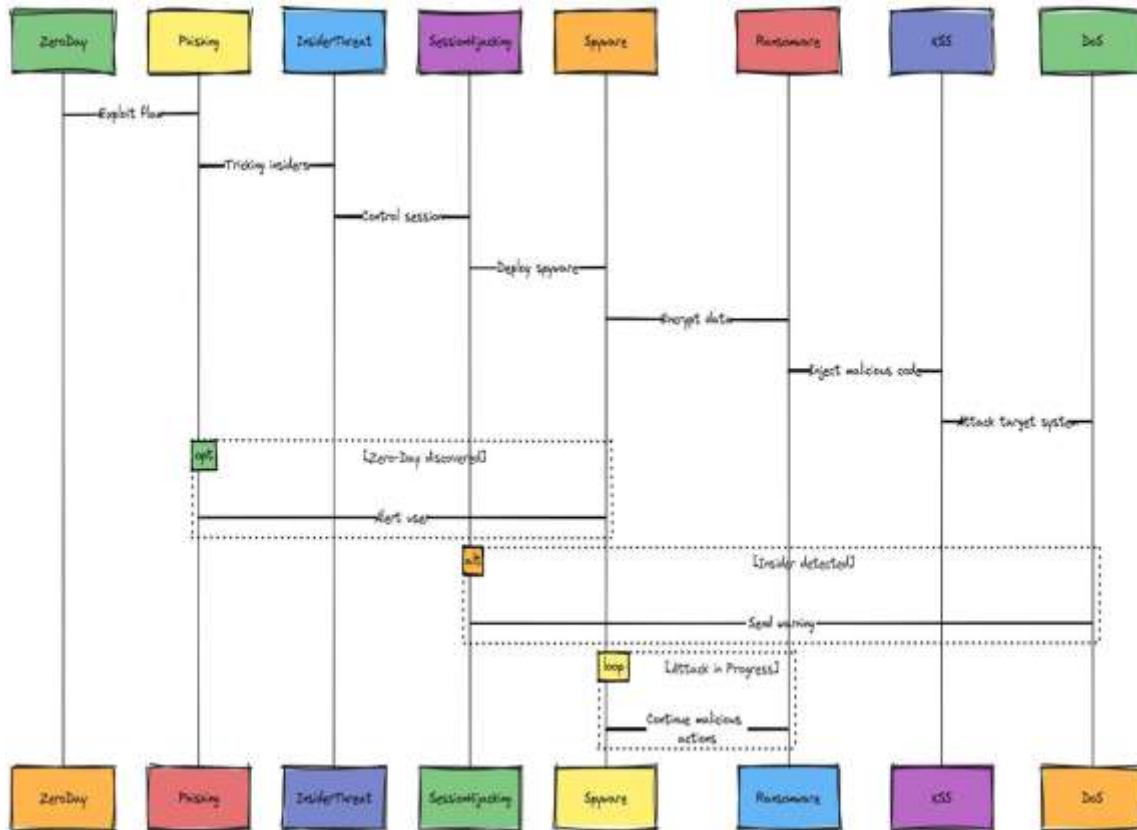 ZeroDay
Phising
InsiderThreat
SessionHijacking
Spyware
Ransomware
XSS
DoS
Exploit flaw
Tricking insiders
Control session
Deploy spyware
Encrypt data
Inject malicious code
Attack target system
opt
[Zero-Day discovered]
Alert user
alt
[Insider detected]
Send warning
loop
[Attack in Progress]
Continue malicious
actions
ZeroDay
Phising
InsiderThreat
SessionHijacking
Spyware
Ransomware
XSS
DoS